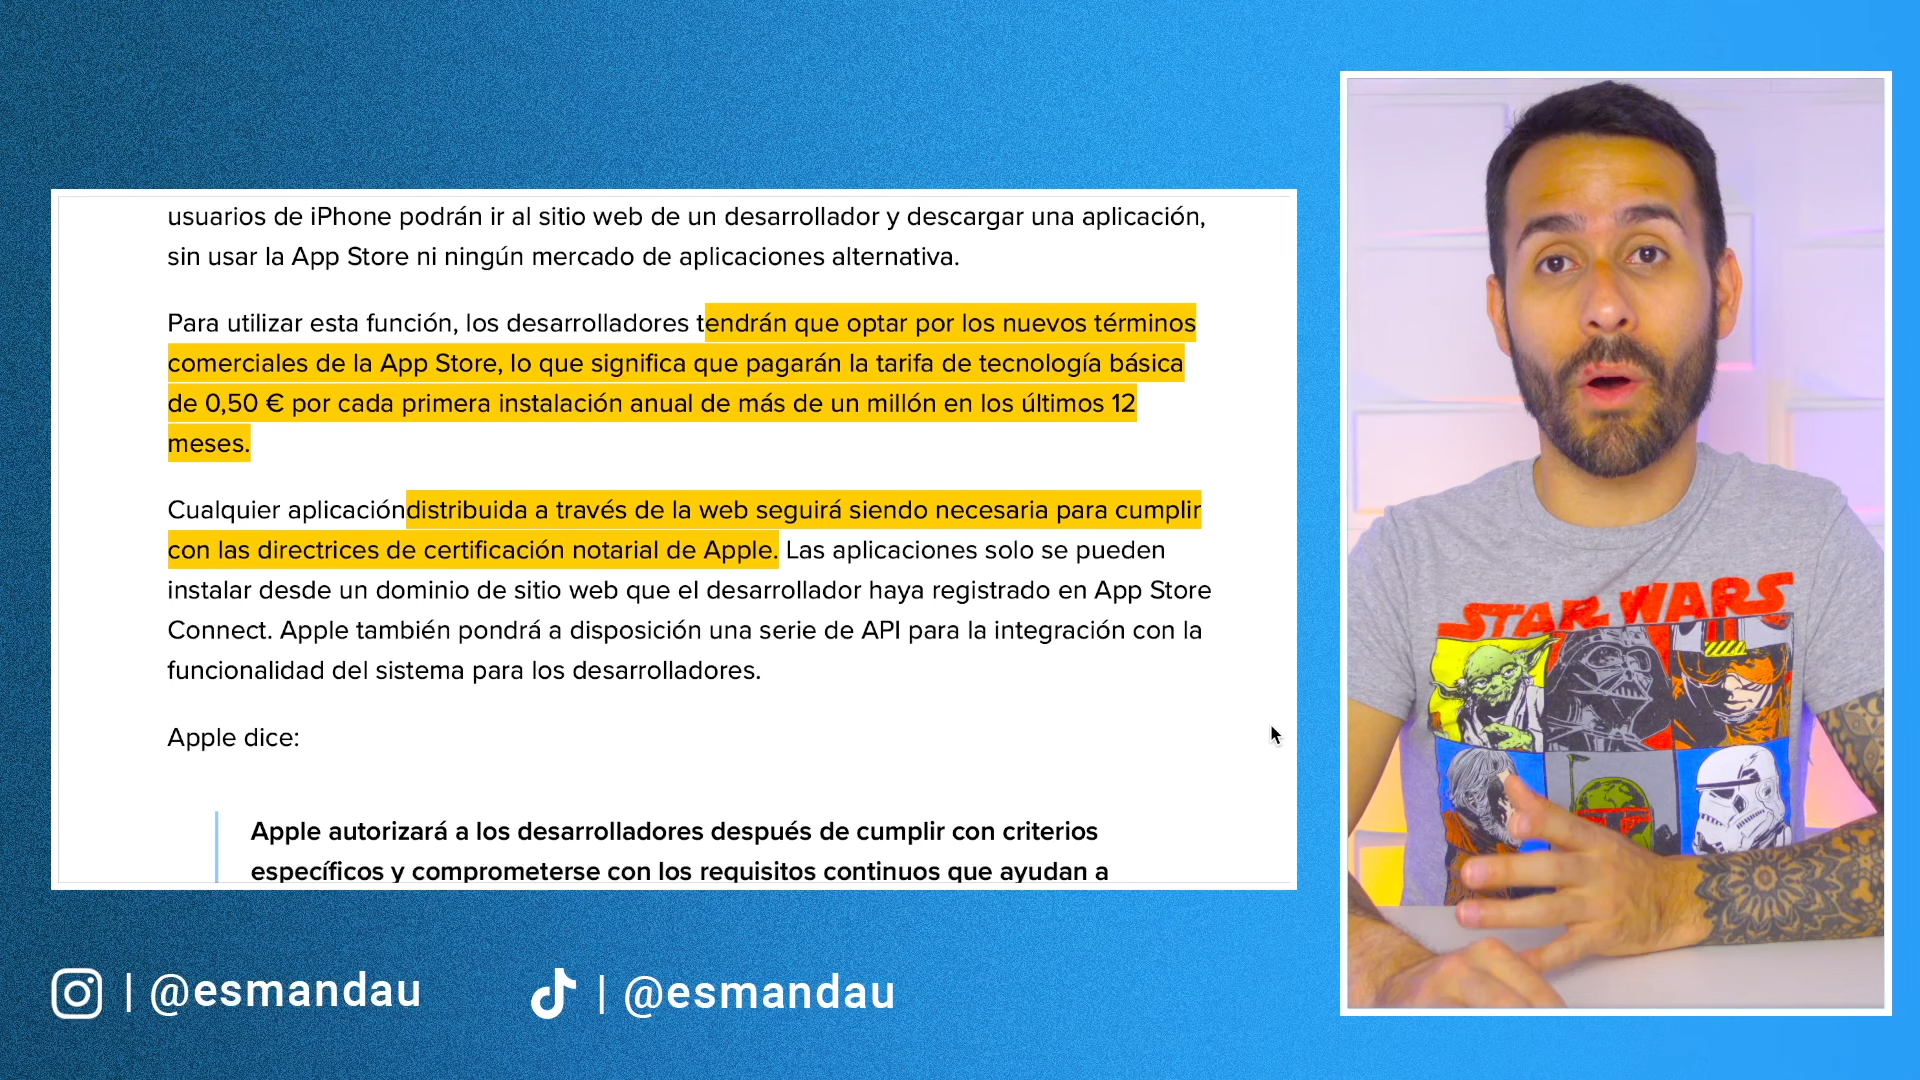 usuarios de iPhone podrán ir al sitio web de un desarrollador y descargar una aplicación,
sin usar la App Store ni ningún mercado de aplicaciones alternativa.
Para utilizar esta función, los desarrolladores tendrán que optar por los nuevos términos
comerciales de la App Store, lo que significa que pagarán la tarifa de tecnología básica
de 0,50 € por cada primera instalación anual de más de un millón en los últimos 12
meses.
Cualquier aplicacióndistribuida a través de la web seguirá siendo necesaria para cumplir
con las directrices de certificación notarial de Apple. Las aplicaciones solo se pueden
instalar desde un dominio de sitio web que el desarrollador haya registrado en App Store
Connect. Apple también pondrá a disposición una serie de API para la integración con la
funcionalidad del sistema para los desarrolladores.
Apple dice:
Apple autorizará a los desarrolladores después de cumplir con criterios
específicos y comprometerse con los requisitos continuos que ayudan a
STAR WARS
| @esmandau
| @esmandau